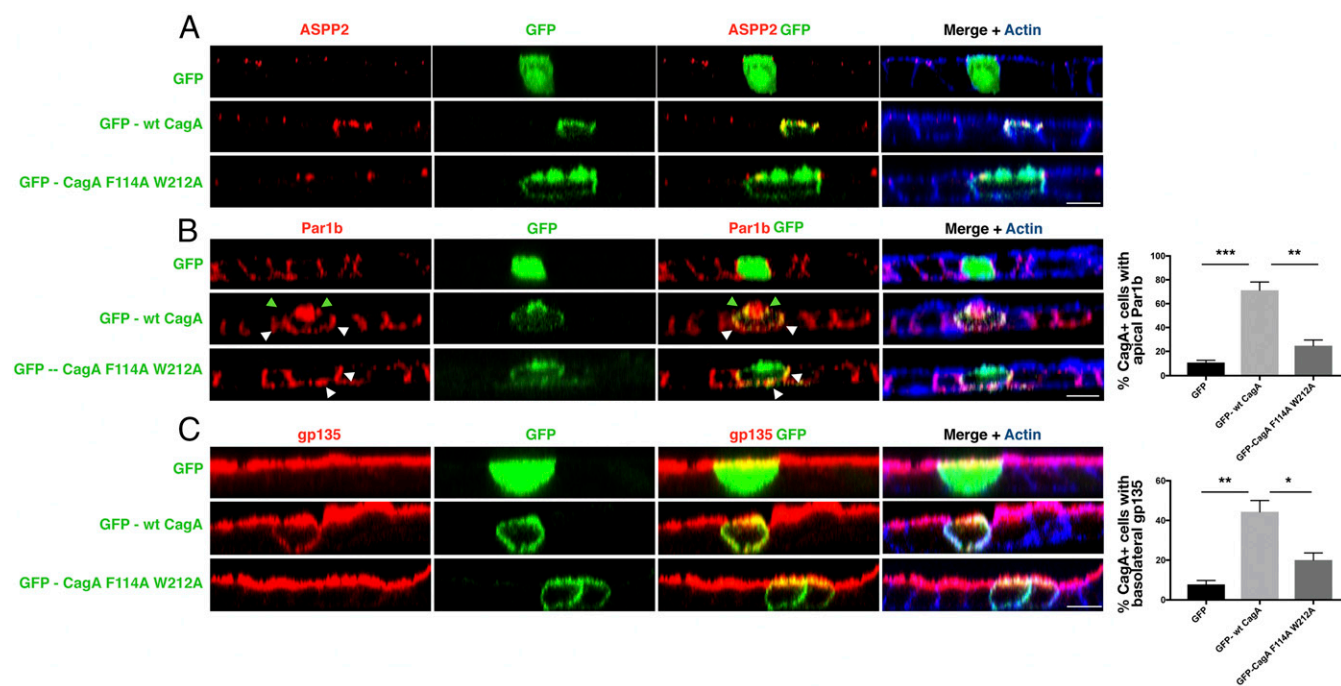 A
ASPP2
GFP
ASPP2 GFP
Merge + Actin
GFP
GFP - wt CagA
GFP - CagA F114A W212A
B
Par1b
GFP
Par1b GFP
Merge + Actin
GFP
GFP - wt CagA
GFP -- CagA F114A W212A
% CagA+ cells with
apical Par1b
100
80
60
40
20
0
***
**
GFP
GFP- wt CagA
GFP-CagA F114A W212A
C
gp135
GFP
gp135 GFP
Merge + Actin
GFP
GFP - wt CagA
GFP - CagA F114A W212A
% CagA+ cells with
basolateral gp135
60
40
20
0
**
*
GFP
GFP- wt CagA
GFP-CagA F114A W212A